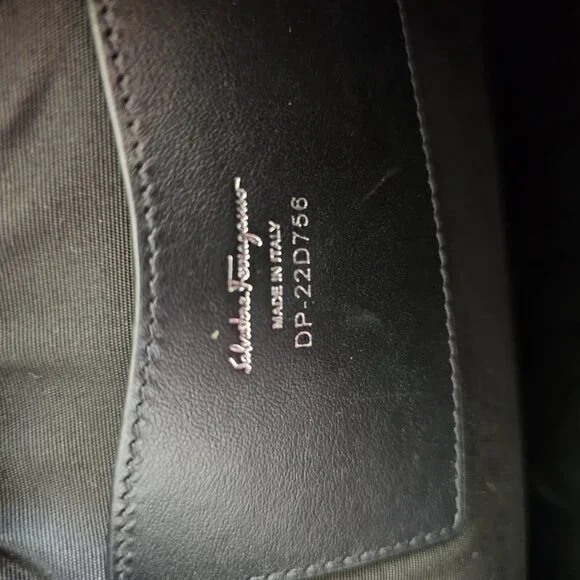 Salvatore Ferragamo
MADE IN ITALY
DP-22D756